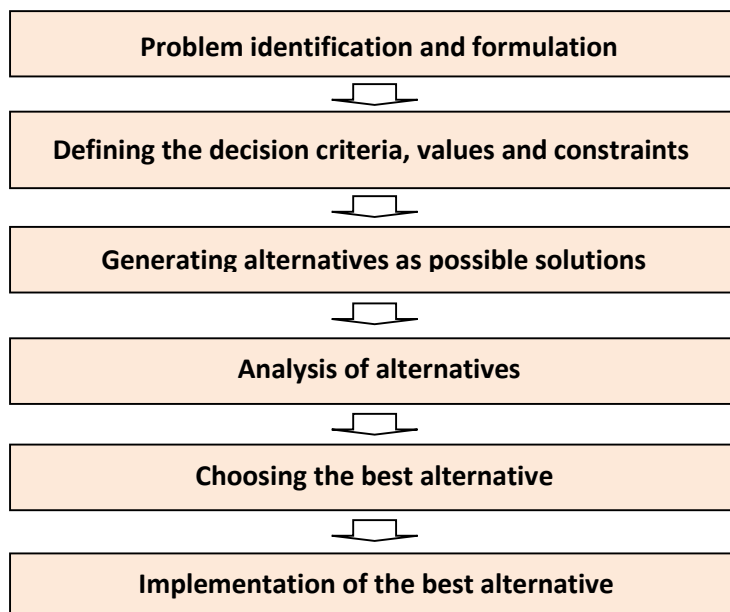 Problem identification and formulation
Defining the decision criteria, values and constraints
Generating alternatives as possible solutions
Analysis of alternatives
Choosing the best alternative
Implementation of the best alternative